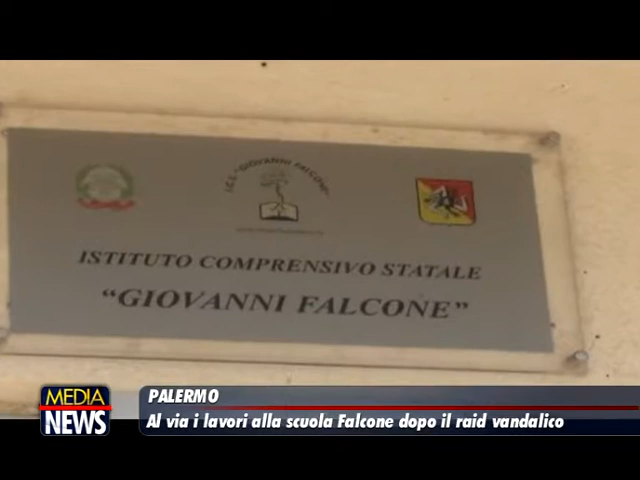 I.C.S. "GIOVANNI FALCONE"
ISTITUTO COMPRENSIVO STATALE
"GIOVANNI FALCONE"
MEDIA
NEWS
PALERMO
Al via i lavori alla scuola Falcone dopo il raid vandalico